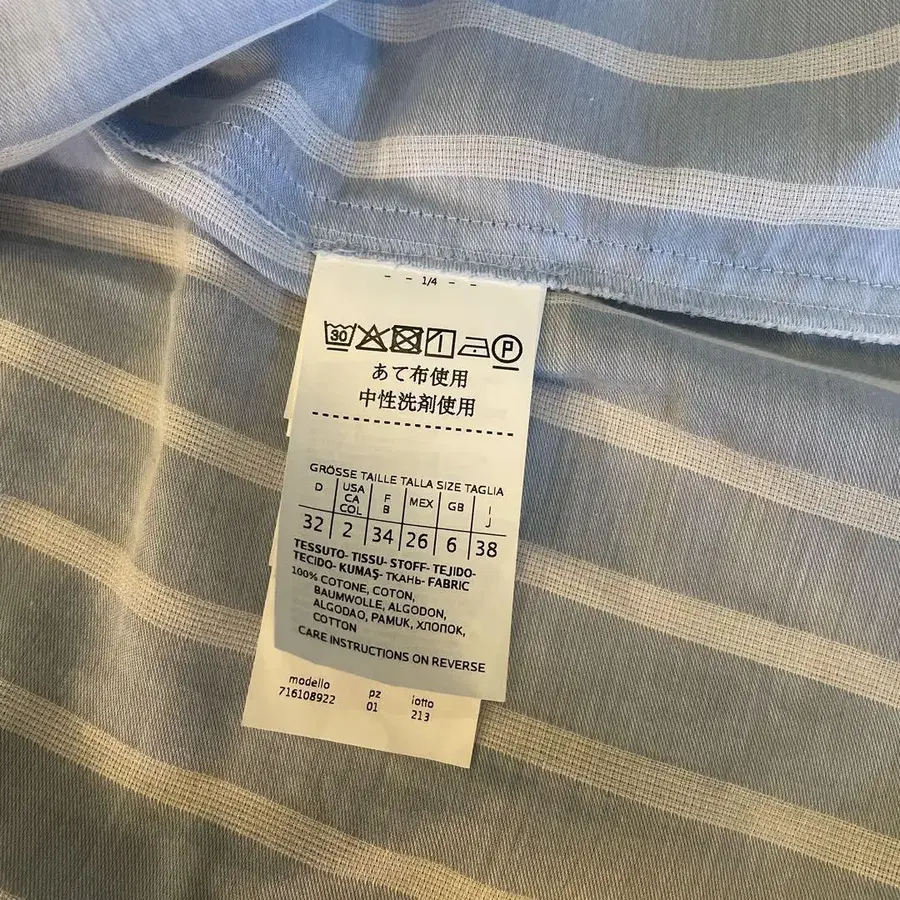 - - 1/4 - -
30 P
あて布使用
中性洗剤使用
GRÖSSE TAILLE TALLA SIZE TAGLIA
D USA CA COL F B MEX GB I J
32 2 34 26 6 38
TESSUTO- TISSU- STOFF- TEJIDO-
TECIDO- KUMAŞ- ТКАНЬ- FABRIC
100% COTONE, COTON,
BAUMWOLLE, ALGODON,
ALGODAO, PAMUK, ХЛОПОК,
COTTON
CARE INSTRUCTIONS ON REVERSE
modello pz lotto
716108922 01 213